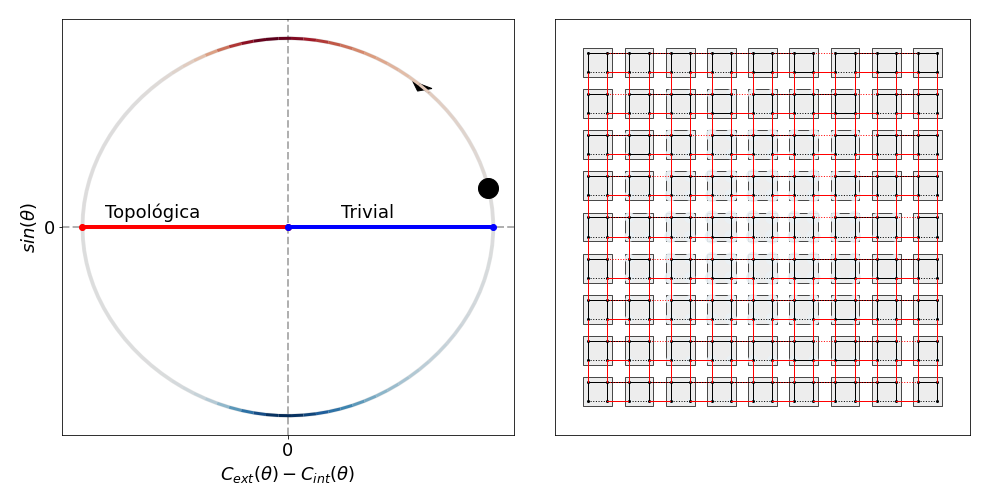 Topológica
Trivial
0
sin(θ)
0
C_ext(θ) − C_int(θ)